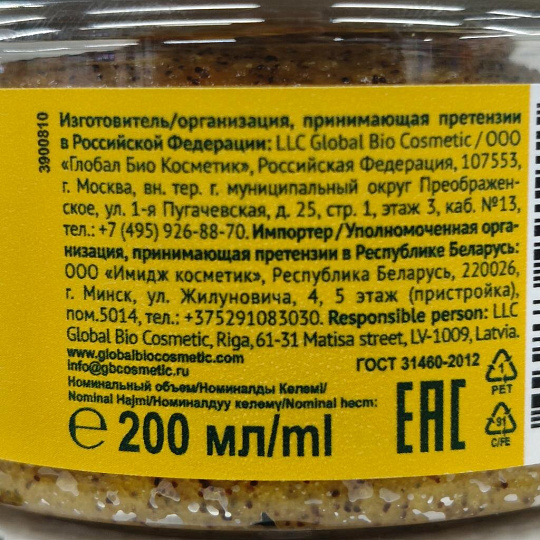 3900810
Изготовитель/организация, принимающая претензии
в Российской Федерации: LLC Global Bio Cosmetic / ООО
«Глобал Био Косметик», Российская Федерация, 107553,
г. Москва, вн. тер. г. муниципальный округ Преображен-
ское, ул. 1-я Пугачевская, д. 25, стр. 1, этаж 3, каб. №13,
тел.: +7 (495) 926-88-70. Импортер / Уполномоченная орга-
низация, принимающая претензии в Республике Беларусь:
ООО «Имидж косметик», Республика Беларусь, 220026,
г. Минск, ул. Жилуновича, 4, 5 этаж (пристройка),
пом.5014, тел.: +375291083030. Responsible person: LLC
Global Bio Cosmetic, Riga, 61-31 Matisa street, LV-1009, Latvia.
www.globalbiocosmetic.com
info@gbcosmetic.ru
ГОСТ 31460-2012
Номинальный объем/Номиналды Көлемі/
Nominal Hajmi/Номиналдуу көлөмү/Nominal hecm:
℮ 200 мл/ml
EAC
1
PET
91
C/FE